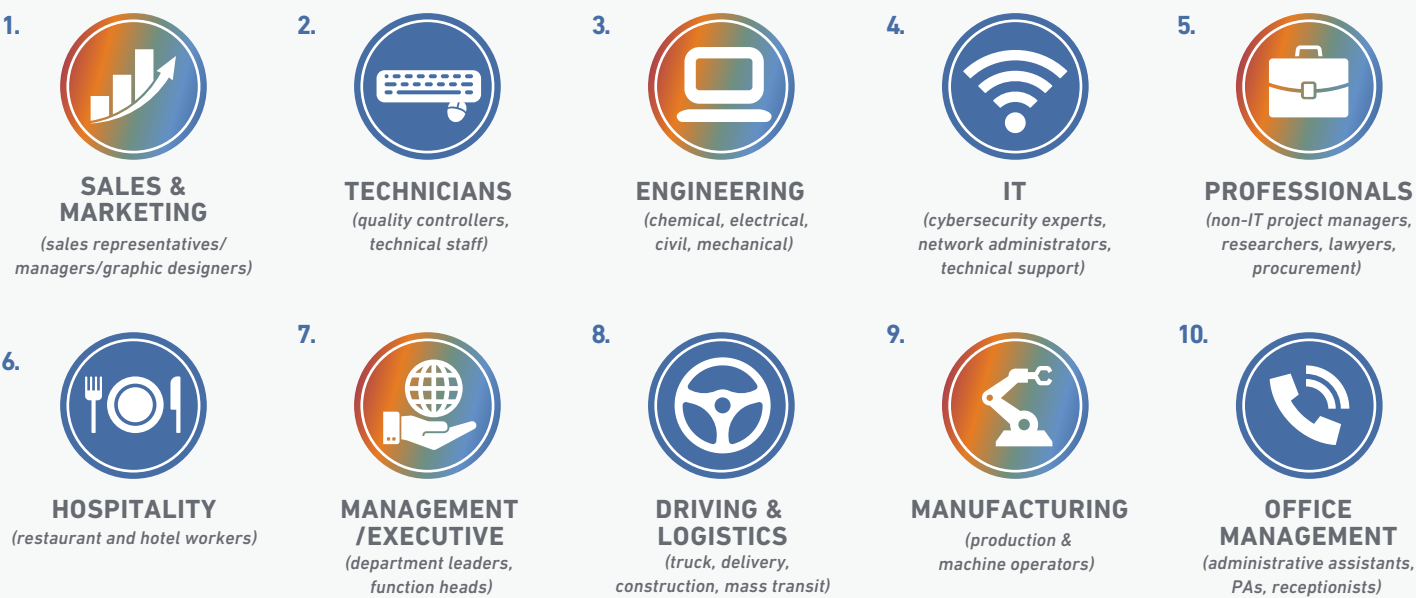 1.
SALES &
MARKETING
(sales representatives/
managers/graphic designers)
2.
TECHNICIANS
(quality controllers,
technical staff)
3.
ENGINEERING
(chemical, electrical,
civil, mechanical)
4.
IT
(cybersecurity experts,
network administrators,
technical support)
5.
PROFESSIONALS
(non-IT project managers,
researchers, lawyers,
procurement)
6.
HOSPITALITY
(restaurant and hotel workers)
7.
MANAGEMENT
/EXECUTIVE
(department leaders,
function heads)
8.
DRIVING &
LOGISTICS
(truck, delivery,
construction, mass transit)
9.
MANUFACTURING
(production &
machine operators)
10.
OFFICE
MANAGEMENT
(administrative assistants,
PAs, receptionists)